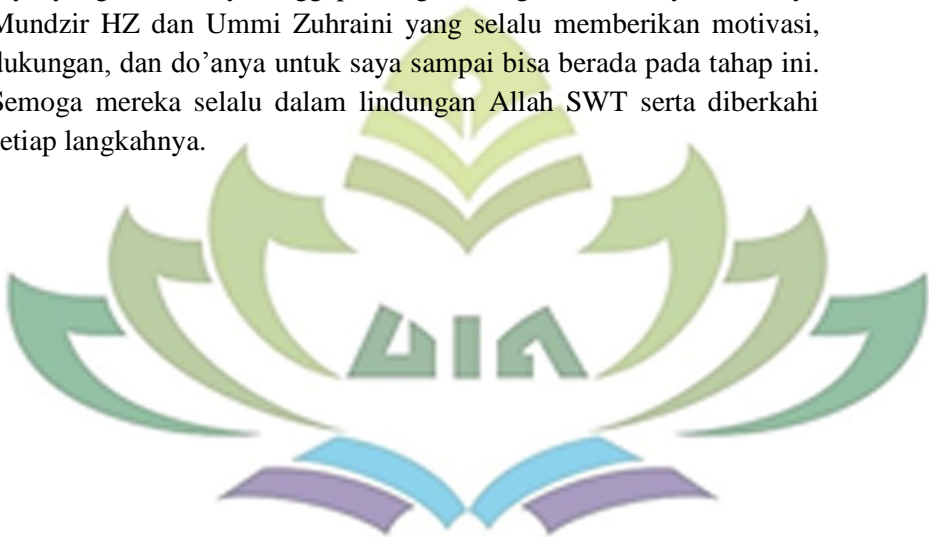 Mundzir HZ dan Ummi Zuhraini yang selalu memberikan motivasi,
dukungan, dan do’anya untuk saya sampai bisa berada pada tahap ini.
Semoga mereka selalu dalam lindungan Allah SWT serta diberkahi
setiap langkahnya.
UIN